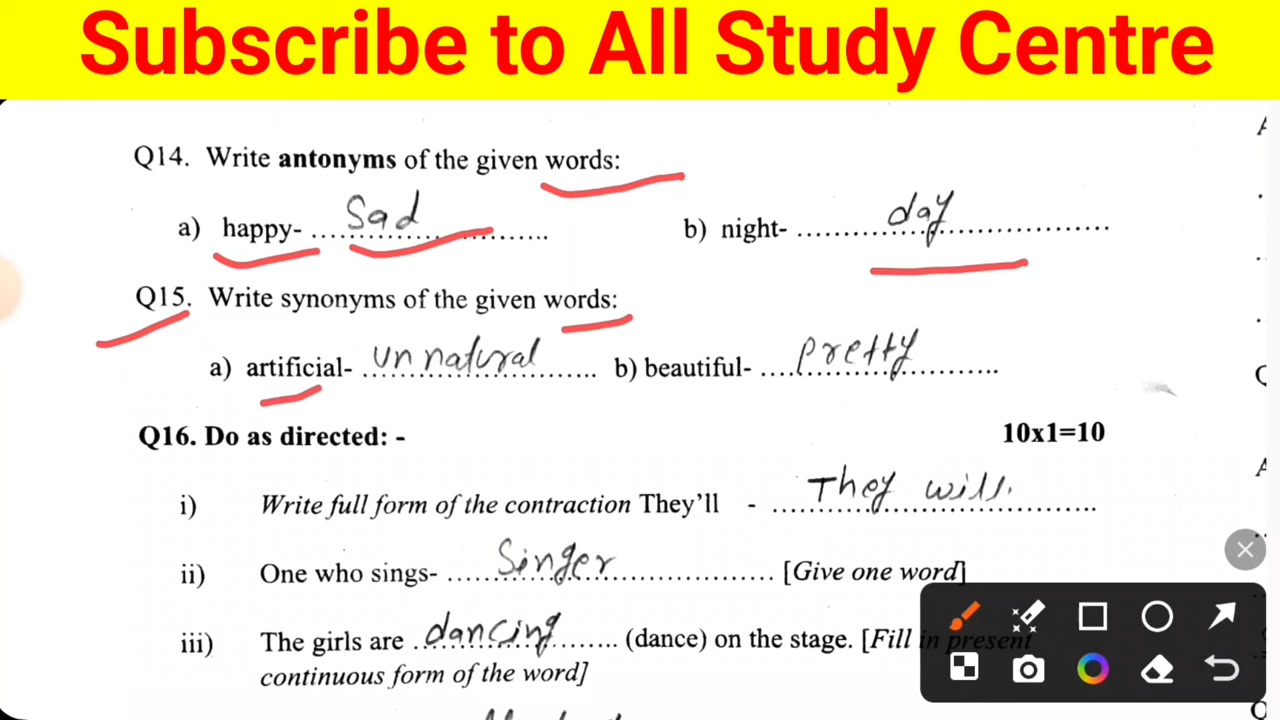 Subscribe to All Study Centre
Q14. Write antonyms of the given words:
a) happy- ....Sad.... b) night- ....day....
Q15. Write synonyms of the given words:
a) artificial- ....unnatural.... b) beautiful- ....Pretty....
Q16. Do as directed: - 10x1=10
i) Write full form of the contraction They'll - ....They will....
ii) One who sings- ....Singer.... [Give one word]
iii) The girls are ....dancing.... (dance) on the stage. [Fill in present
continuous form of the word]